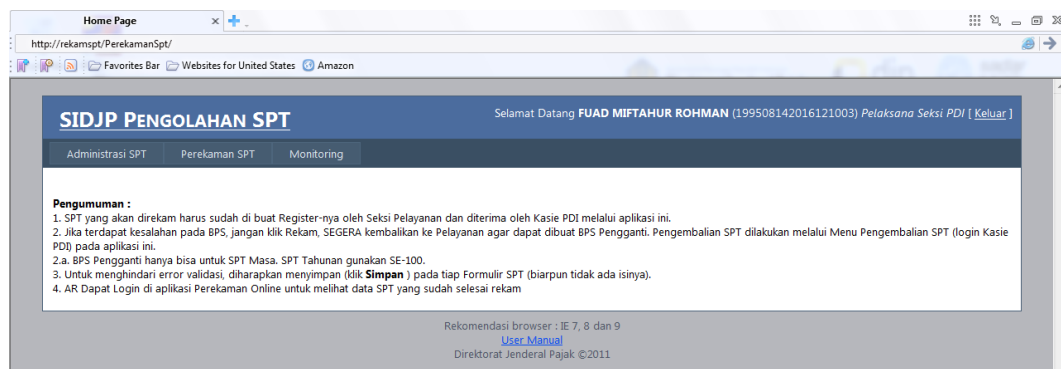 Home Page
http://rekamspt/PerekamanSpt/
Favorites Bar Websites for United States Amazon
SIDJP PENGOLAHAN SPT
Selamat Datang FUAD MIFTAHUR ROHMAN (199508142016121003) Pelaksana Seksi PDI [ Keluar ]
Administrasi SPT Perekaman SPT Monitoring
Pengumuman :
1. SPT yang akan direkam harus sudah di buat Register-nya oleh Seksi Pelayanan dan diterima oleh Kasie PDI melalui aplikasi ini.
2. Jika terdapat kesalahan pada BPS, jangan klik Rekam, SEGERA kembalikan ke Pelayanan agar dapat dibuat BPS Pengganti. Pengembalian SPT dilakukan melalui Menu Pengembalian SPT (login Kasie
PDI) pada aplikasi ini.
2.a. BPS Pengganti hanya bisa untuk SPT Masa. SPT Tahunan gunakan SE-100.
3. Untuk menghindari error validasi, diharapkan menyimpan (klik Simpan ) pada tiap Formulir SPT (biarpun tidak ada isinya).
4. AR Dapat Login di aplikasi Perekaman Online untuk melihat data SPT yang sudah selesai rekam
Rekomendasi browser : IE 7, 8 dan 9
User Manual
Direktorat Jenderal Pajak ©2011